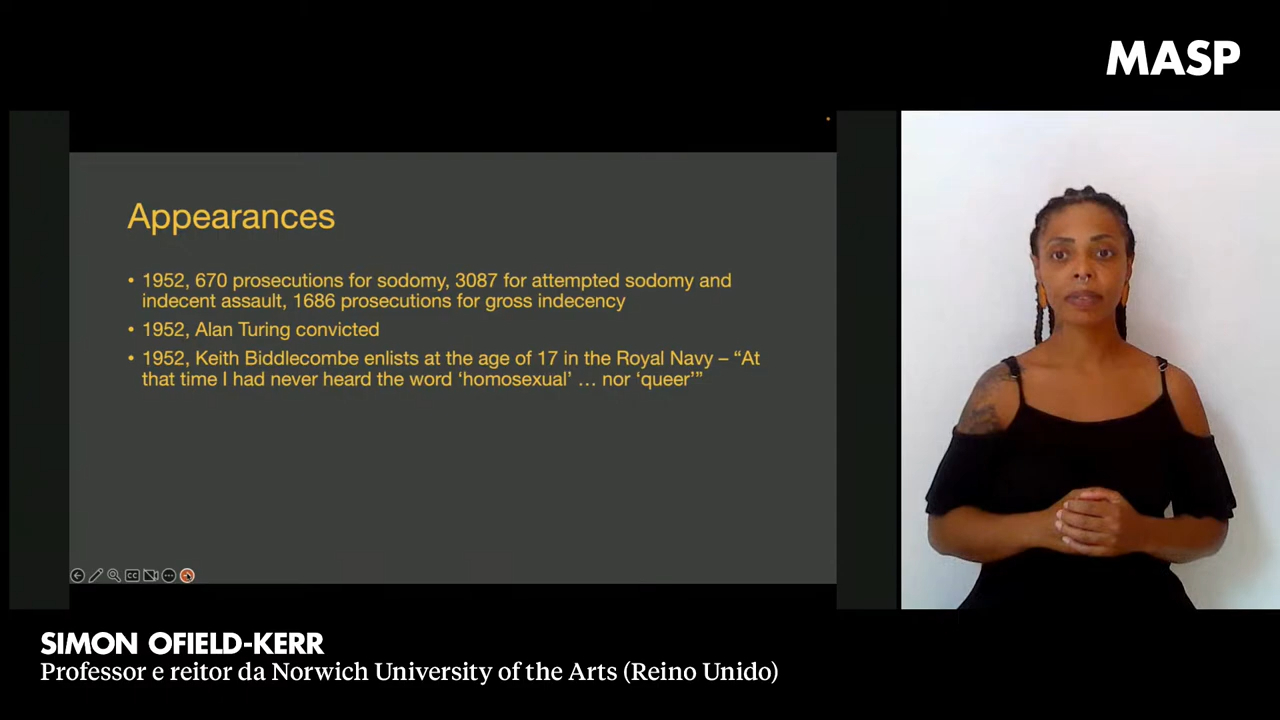 MASP
Appearances
• 1952, 670 prosecutions for sodomy, 3087 for attempted sodomy and
indecent assault, 1686 prosecutions for gross indecency
• 1952, Alan Turing convicted
• 1952, Keith Biddlecombe enlists at the age of 17 in the Royal Navy – “At
that time I had never heard the word ‘homosexual’ … nor ‘queer’”
CC
SIMON OFIELD-KERR
Professor e reitor da Norwich University of the Arts (Reino Unido)